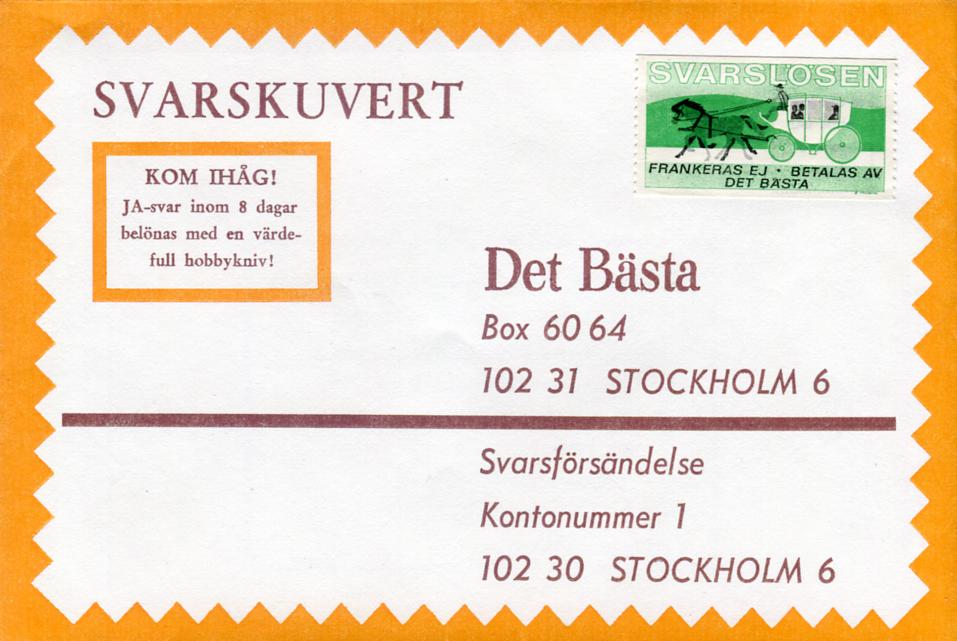 SVARSKUVERT
KOM IHÅG!
JA-svar inom 8 dagar
belönas med en värde-
full hobbykniv!
SVARSLÖSEN
FRANKERAS EJ · BETALAS AV
DET BÄSTA
Det Bästa
Box 60 64
102 31 STOCKHOLM 6
Svarsförsändelse
Kontonummer 1
102 30 STOCKHOLM 6